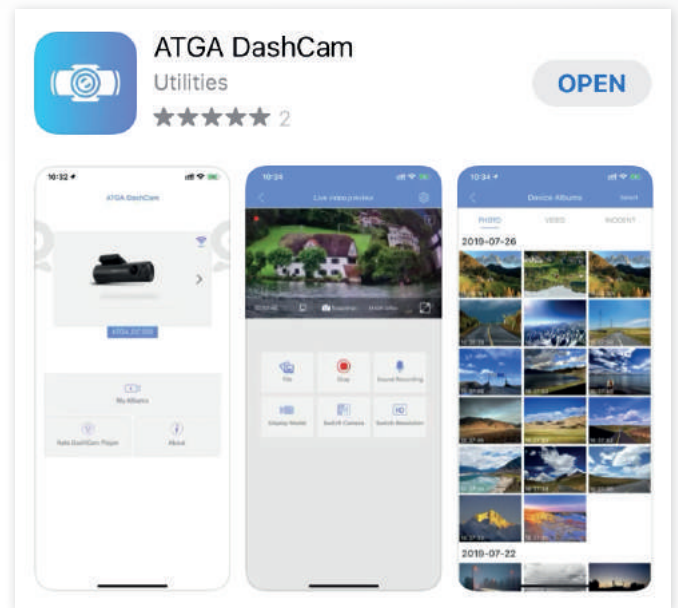 ATGA DashCam
Utilities
OPEN
2
10:32
ATGA DashCam
My Albums
About
10:34
Live video preview
File
Stop
Sound Recording
Display Model
Switch Camera
HD
Switch Resolution
10:34
Device Albums
Select
PHOTO
VIDEO
INCIDENT
2019-07-26
2019-07-22